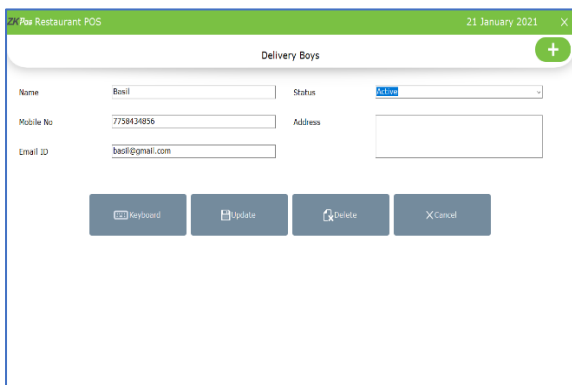 ZKPos Restaurant POS 21 January 2021 X
Delivery Boys +
Name Basil Status Active
Mobile No 7758434856 Address
Email ID basil@gmail.com
Keyboard Update Delete Cancel